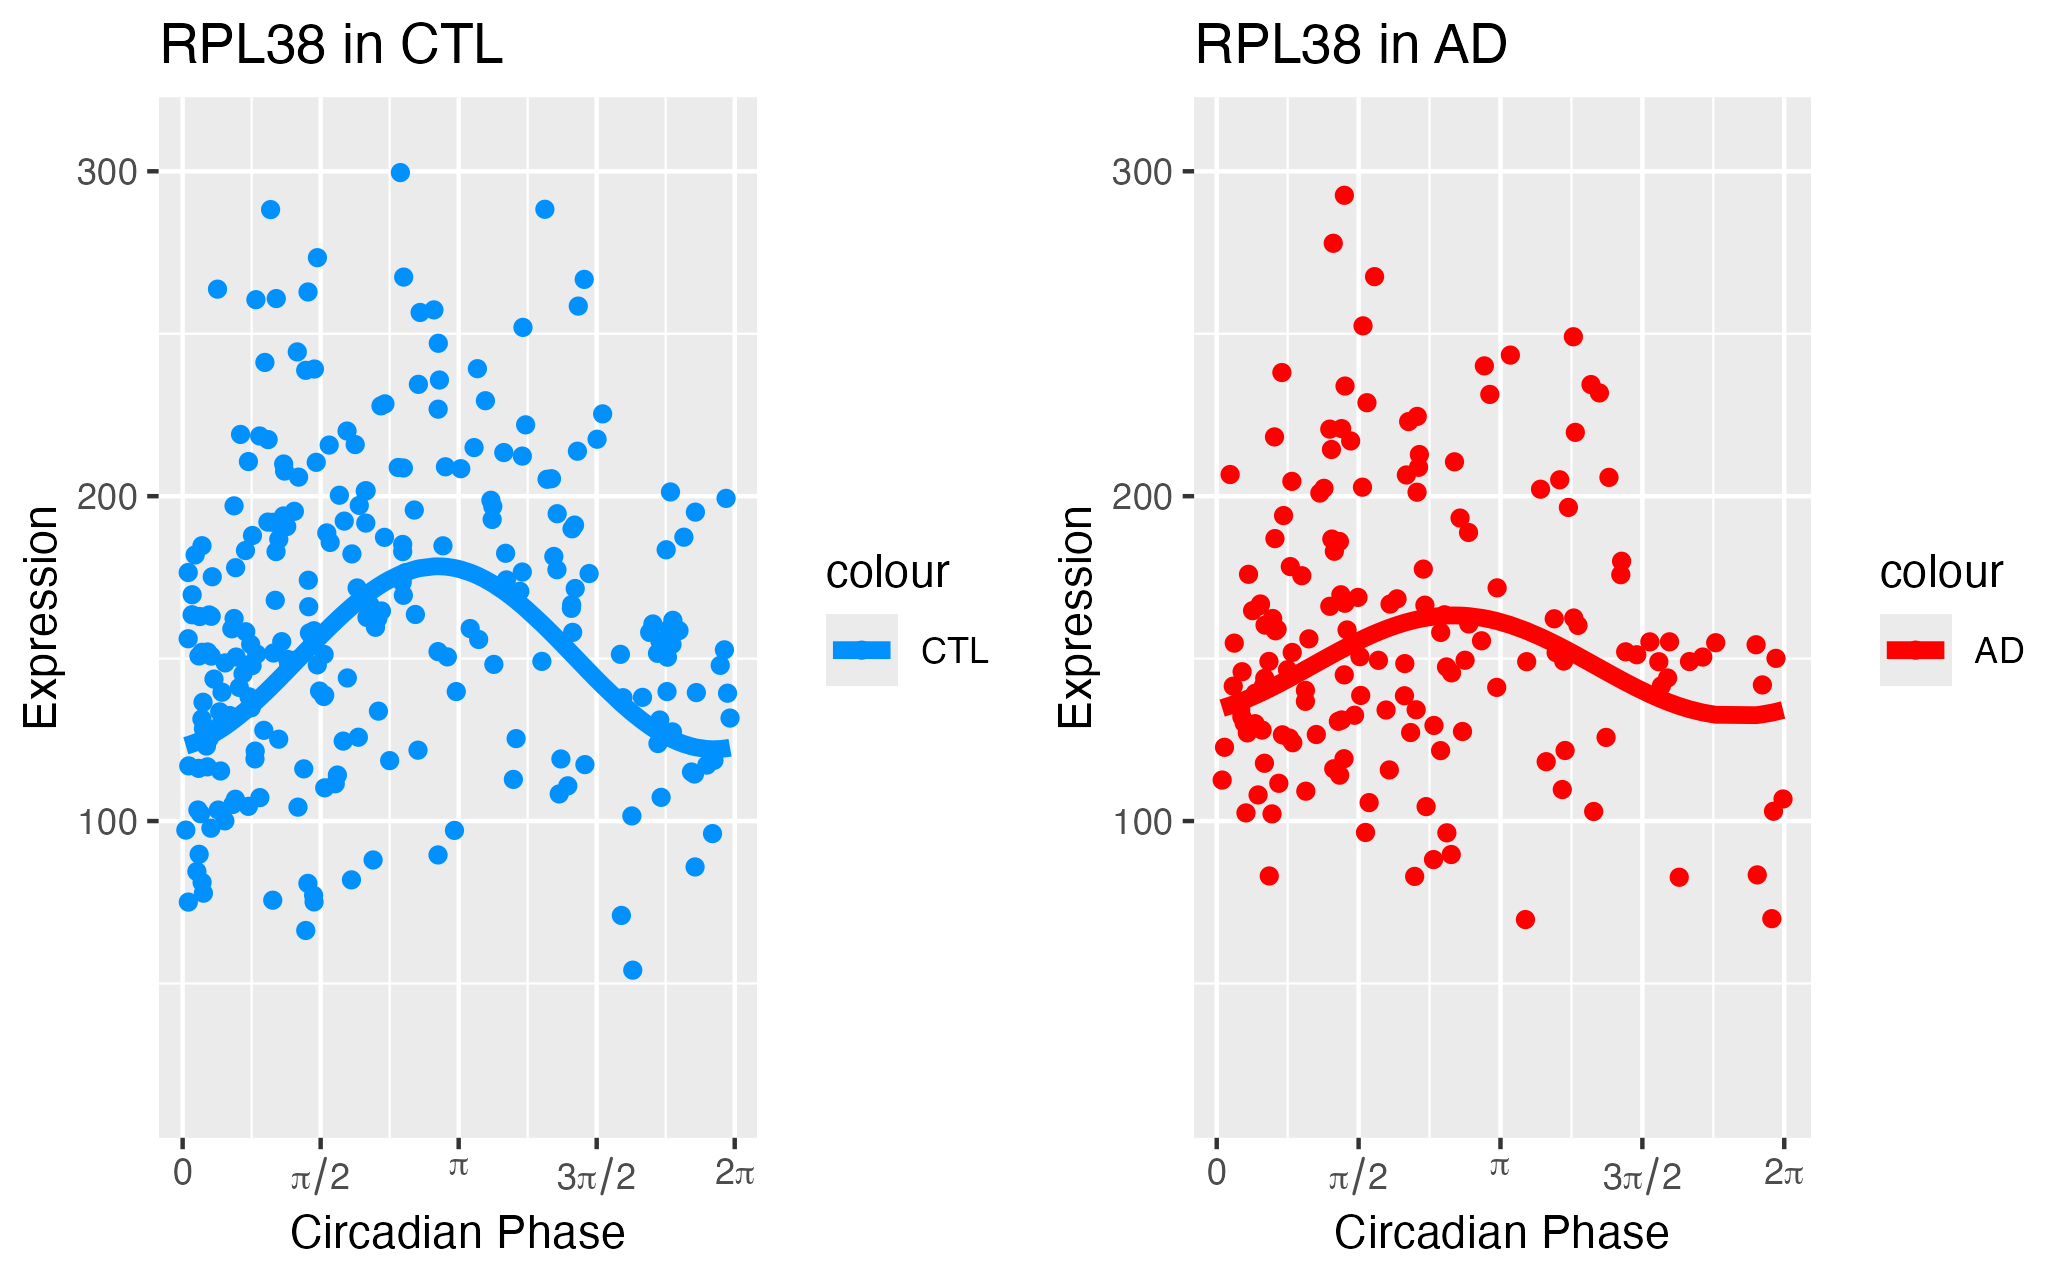 RPL38 in CTL
Expression
300
200
100
0
π/2
π
3π/2
2π
Circadian Phase
colour
CTL
RPL38 in AD
Expression
300
200
100
0
π/2
π
3π/2
2π
Circadian Phase
colour
AD